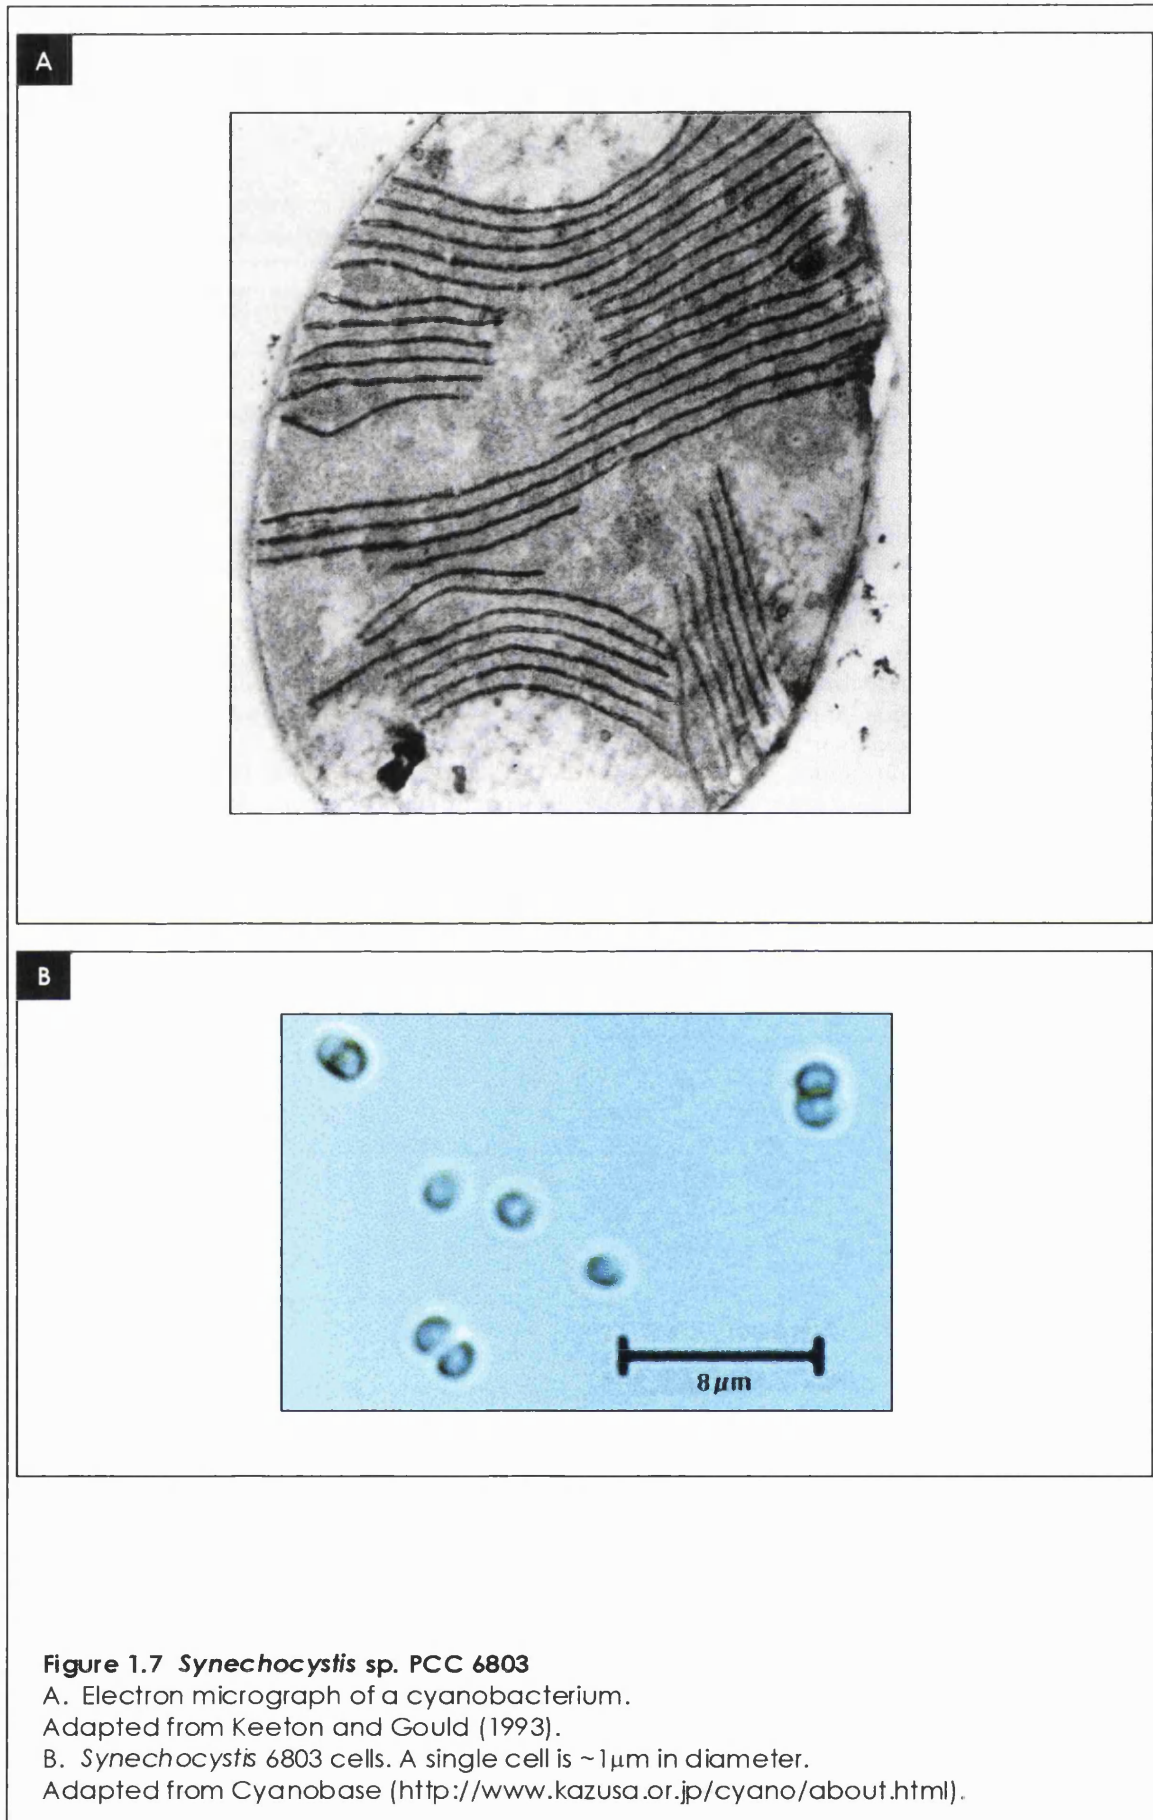 A
B
8 µm
Figure 1.7 Synechocystis sp. PCC 6803
A. Electron micrograph of a cyanobacterium.
Adapted from Keeton and Gould (1993).
B. Synechocystis 6803 cells. A single cell is ~1µm in diameter.
Adapted from Cyanobase (http://www.kazusa.or.jp/cyano/about.html).